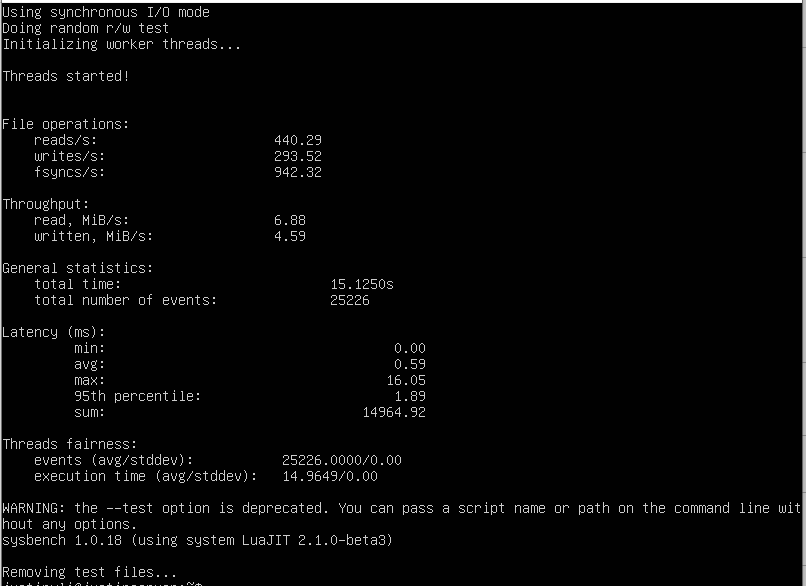 Using synchronous I/O mode
Doing random r/w test
Initializing worker threads...
Threads started!
File operations:
reads/s: 440.29
writes/s: 293.52
fsyncs/s: 942.32
Throughput:
read, MiB/s: 6.88
written, MiB/s: 4.59
General statistics:
total time: 15.1250s
total number of events: 25226
Latency (ms):
min: 0.00
avg: 0.59
max: 16.05
95th percentile: 1.89
sum: 14964.92
Threads fairness:
events (avg/stddev): 25226.0000/0.00
execution time (avg/stddev): 14.9649/0.00
WARNING: the --test option is deprecated. You can pass a script name or path on the command line wit
hout any options.
sysbench 1.0.18 (using system LuaJIT 2.1.0-beta3)
Removing test files...